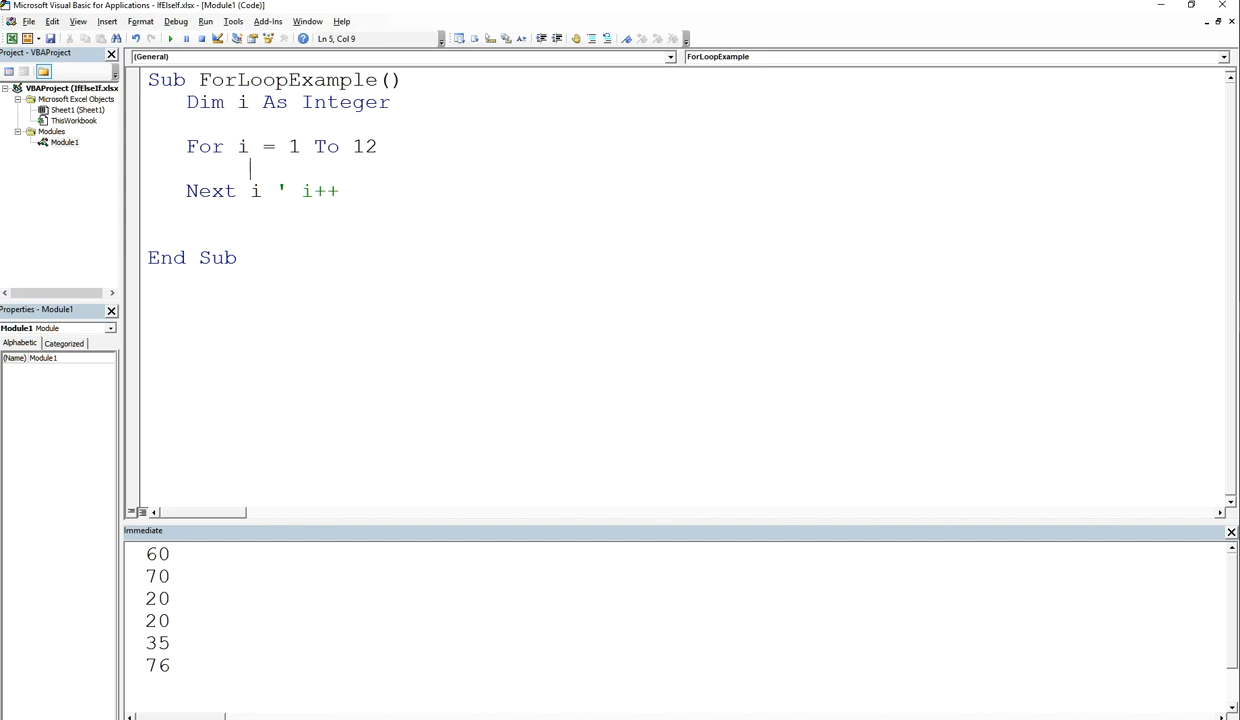 Microsoft Visual Basic for Applications - IfElseIf.xlsx - [Module1 (Code)]
File Edit View Insert Format Debug Run Tools Add-Ins Window Help
Ln 5, Col 9
Project - VBAProject
(General)
ForLoopExample
VBAProject (IfElseIf.xlsx
Microsoft Excel Objects
Sheet1 (Sheet1)
ThisWorkbook
Modules
Module1
Sub ForLoopExample()
Dim i As Integer
For i = 1 To 12
Next i ' i++
End Sub
Properties - Module1
Module1 Module
Alphabetic Categorized
(Name) Module1
Immediate
60
70
20
20
35
76